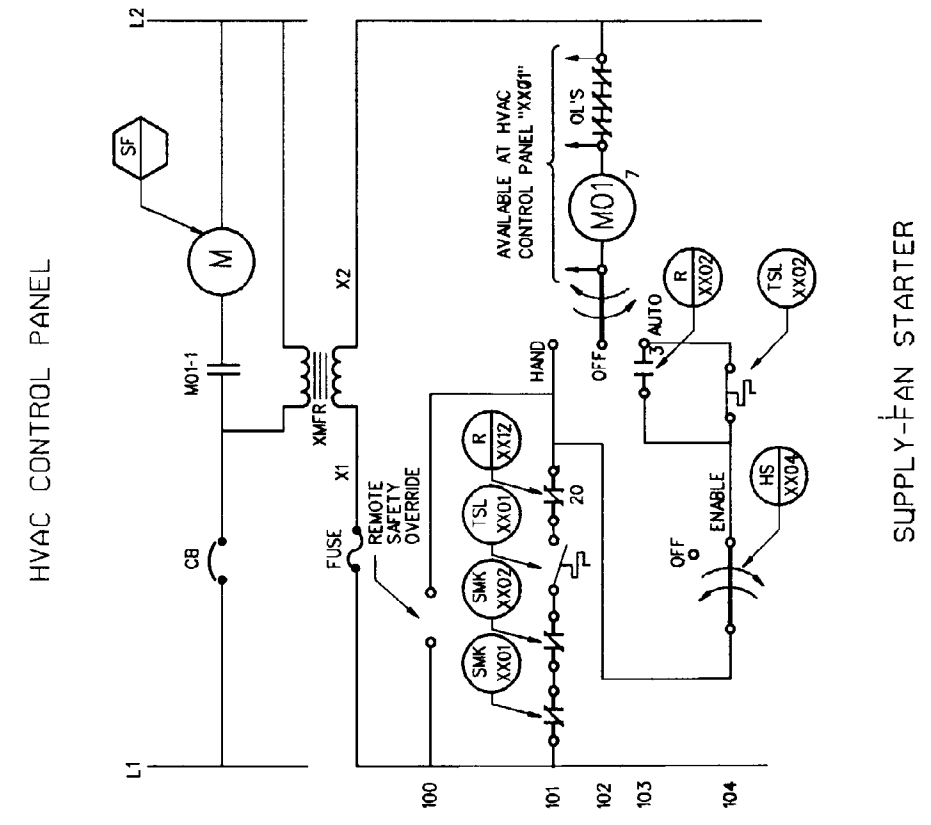 HVAC CONTROL PANEL
L1
L2
CB
M01-1
M
SF
XMFR
FUSE
X1
X2
REMOTE
SAFETY
OVERRIDE
100
SMK
XX01
SMK
XX02
TSL
XX01
R
XX12
20
HAND
101
AVAILABLE AT HVAC
CONTROL PANEL "XX01"
OFF
M01
7
OL'S
102
AUTO
3
R
XX02
103
OFF
ENABLE
HS
XX04
TSL
XX02
104
SUPPLY-FAN STARTER